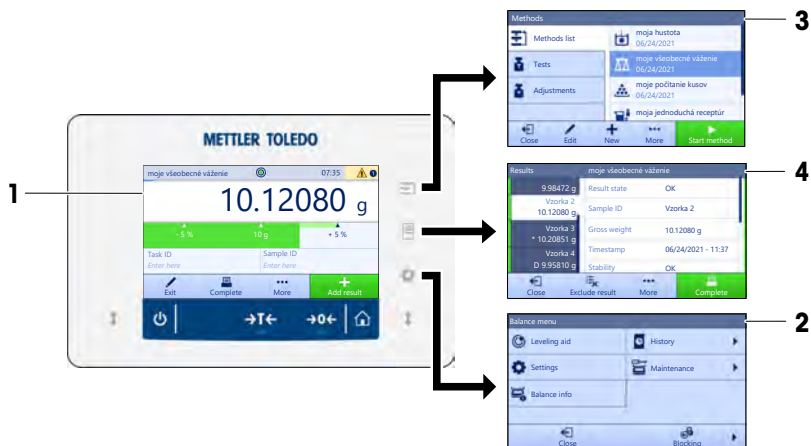 METTLER TOLEDO
1
moje všeobecné váženie 07:35
10.12080 g
- 5 % 10 g + 5 %
Task ID Sample ID
Enter here Enter here
Exit Complete More Add result
→T← →0←
3
Methods
Methods list
Tests
Adjustments
moja hustota
06/24/2021
moje všeobecné váženie
06/24/2021
moje počítanie kusov
06/24/2021
moja jednoduchá receptúr
Close Edit New More Start method
4
Results moje všeobecné váženie
9.98472 g
Vzorka 2
10.12080 g
Vzorka 3
* 10.20851 g
Vzorka 4
D 9.95810 g
Result state OK
Sample ID Vzorka 2
Gross weight 10.12080 g
Timestamp 06/24/2021 - 11:37
Stability OK
Close Exclude result More Complete
2
Balance menu
Leveling aid History
Settings Maintenance
Balance info
Close Blocking